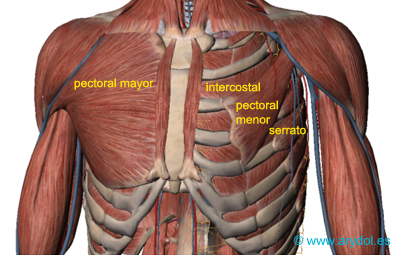 pectoral mayor
intercostal
pectoral
menor
serrato
© www.arydol.es